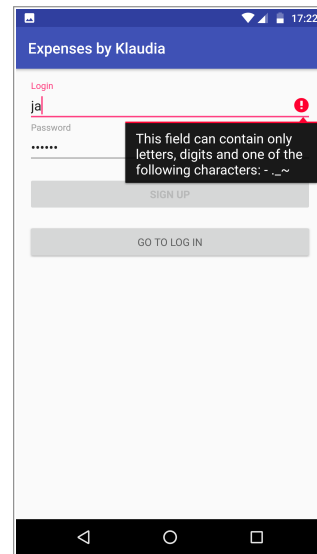 17:22
Expenses by Klaudia
Login
ja
Password
••••••
This field can contain only
letters, digits and one of the
following characters: - ._~
SIGN UP
GO TO LOG IN